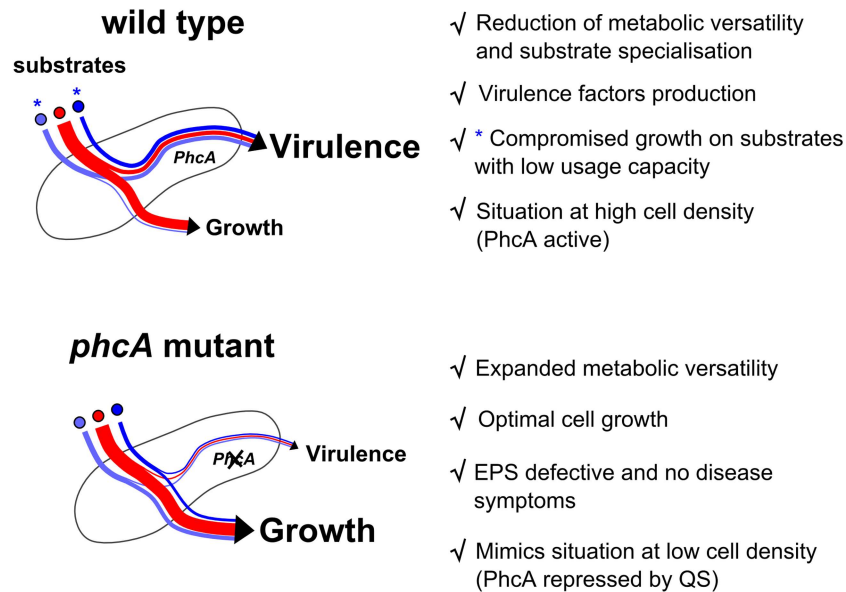 wild type
substrates
*
*
PhcA
Virulence
Growth
√ Reduction of metabolic versatility
and substrate specialisation
√ Virulence factors production
√ * Compromised growth on substrates
with low usage capacity
√ Situation at high cell density
(PhcA active)
phcA mutant
PhcA
Virulence
Growth
√ Expanded metabolic versatility
√ Optimal cell growth
√ EPS defective and no disease
symptoms
√ Mimics situation at low cell density
(PhcA repressed by QS)